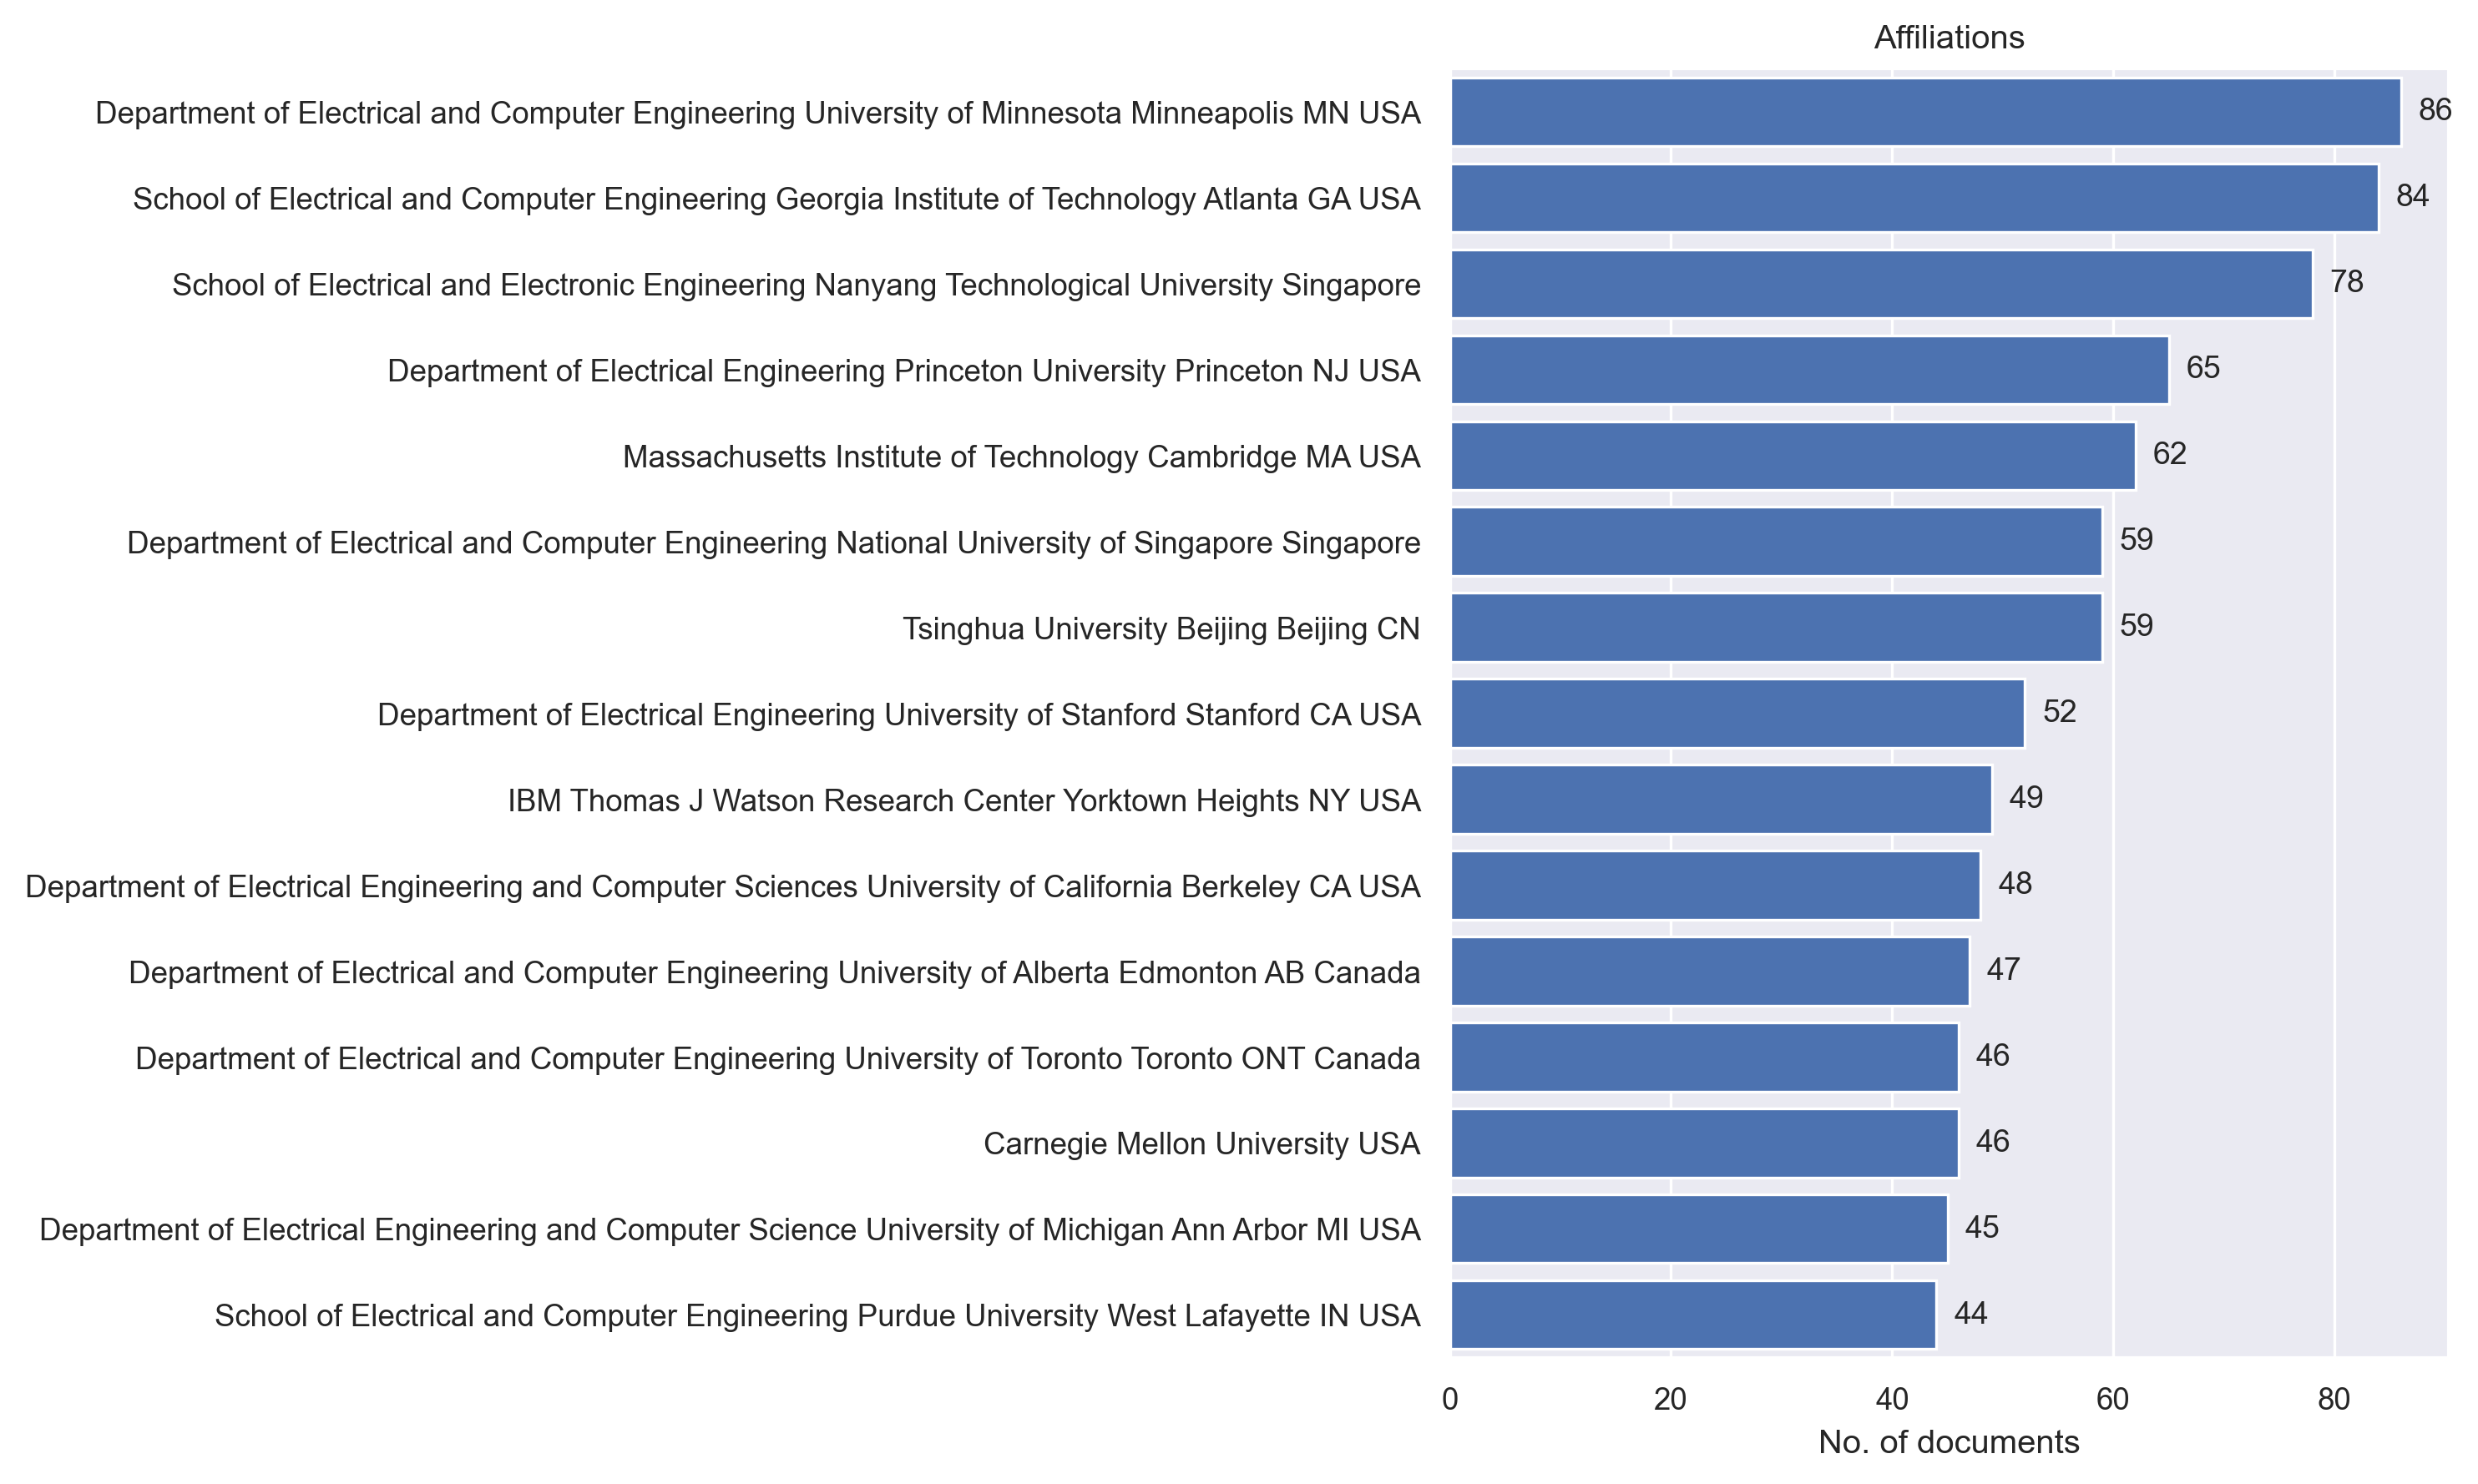 Affiliations
Department of Electrical and Computer Engineering University of Minnesota Minneapolis MN USA 86
School of Electrical and Computer Engineering Georgia Institute of Technology Atlanta GA USA 84
School of Electrical and Electronic Engineering Nanyang Technological University Singapore 78
Department of Electrical Engineering Princeton University Princeton NJ USA 65
Massachusetts Institute of Technology Cambridge MA USA 62
Department of Electrical and Computer Engineering National University of Singapore Singapore 59
Tsinghua University Beijing Beijing CN 59
Department of Electrical Engineering University of Stanford Stanford CA USA 52
IBM Thomas J Watson Research Center Yorktown Heights NY USA 49
Department of Electrical Engineering and Computer Sciences University of California Berkeley CA USA 48
Department of Electrical and Computer Engineering University of Alberta Edmonton AB Canada 47
Department of Electrical and Computer Engineering University of Toronto Toronto ONT Canada 46
Carnegie Mellon University USA 46
Department of Electrical Engineering and Computer Science University of Michigan Ann Arbor MI USA 45
School of Electrical and Computer Engineering Purdue University West Lafayette IN USA 44
0 20 40 60 80
No. of documents